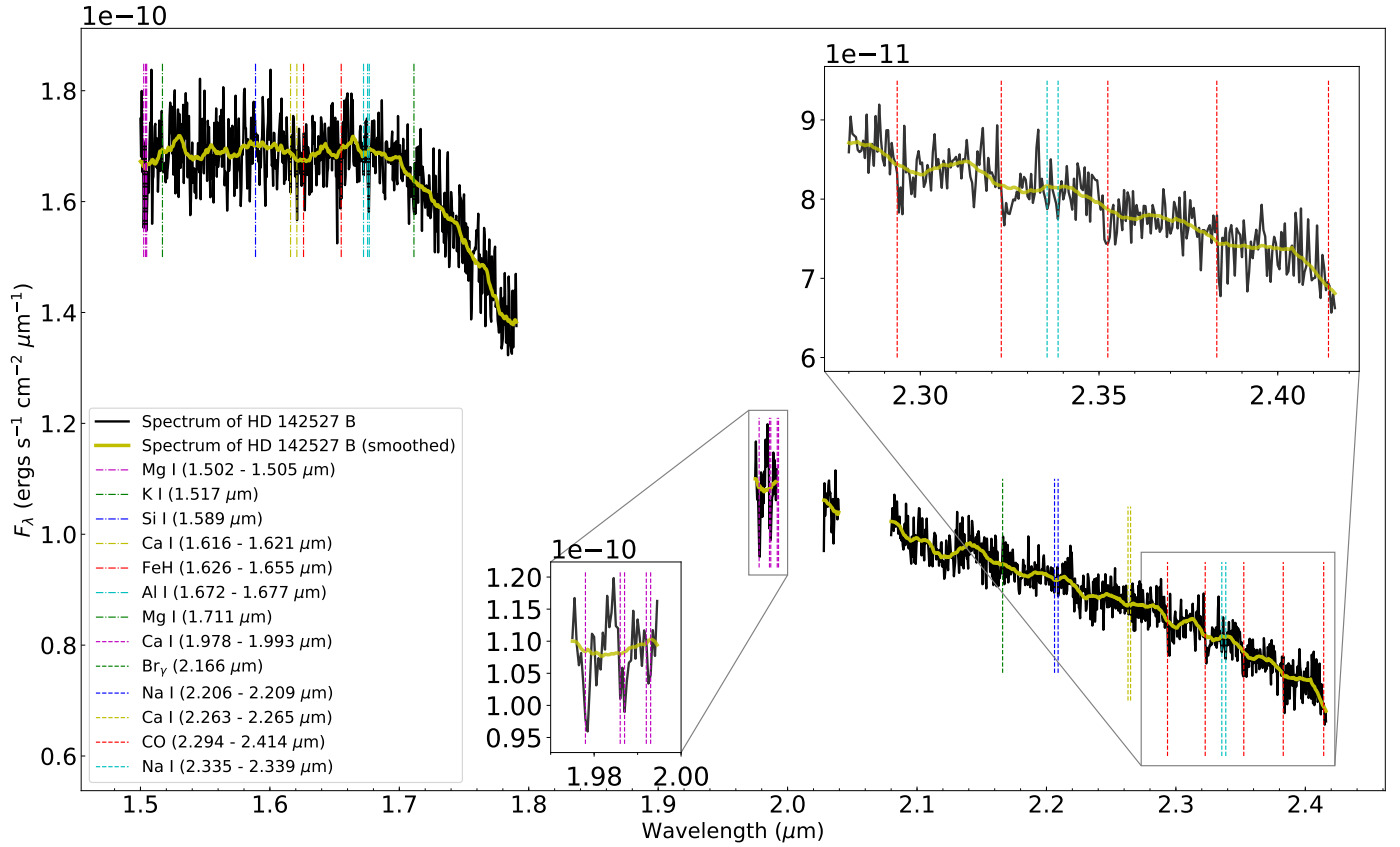 1e−10
1e−11
1.8
1.6
1.4
1.2
1.0
0.8
0.6
F_λ (ergs s⁻¹ cm⁻² μm⁻¹)
9
8
7
6
2.30
2.35
2.40
Spectrum of HD 142527 B
Spectrum of HD 142527 B (smoothed)
Mg I (1.502 - 1.505 μm)
K I (1.517 μm)
Si I (1.589 μm)
Ca I (1.616 - 1.621 μm)
FeH (1.626 - 1.655 μm)
Al I (1.672 - 1.677 μm)
Mg I (1.711 μm)
Ca I (1.978 - 1.993 μm)
Br_γ (2.166 μm)
Na I (2.206 - 2.209 μm)
Ca I (2.263 - 2.265 μm)
CO (2.294 - 2.414 μm)
Na I (2.335 - 2.339 μm)
1e−10
1.20
1.15
1.10
1.05
1.00
0.95
1.98
2.00
1.5
1.6
1.7
1.8
1.9
2.0
2.1
2.2
2.3
2.4
Wavelength (μm)